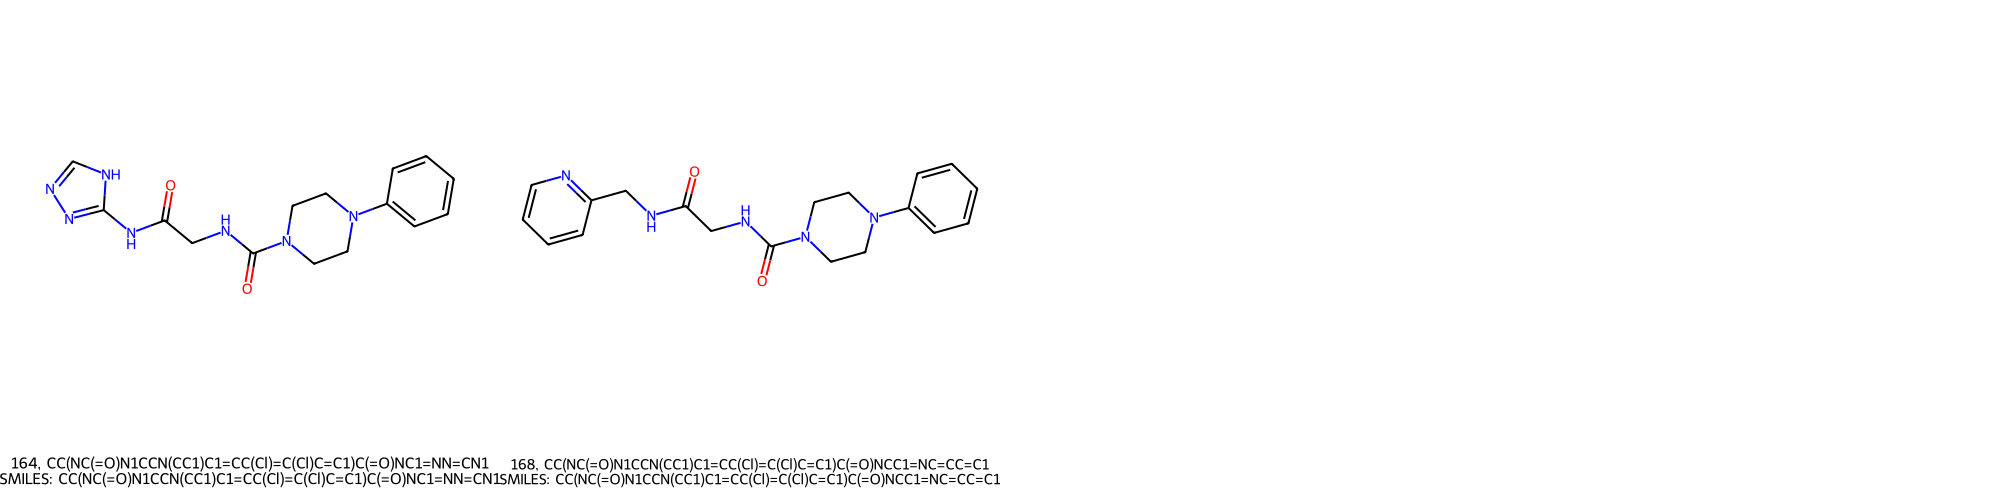 N
N
NH
N
H
O
H
N
O
N
N
N
N
H
O
H
N
O
N
N
164, CC(NC(=O)N1CCN(CC1)C1=CC(Cl)=C(Cl)C=C1)C(=O)NC1=NN=CN1
SMILES: CC(NC(=O)N1CCN(CC1)C1=CC(Cl)=C(Cl)C=C1)C(=O)NC1=NN=CN1
168, CC(NC(=O)N1CCN(CC1)C1=CC(Cl)=C(Cl)C=C1)C(=O)NCC1=NC=CC=C1
SMILES: CC(NC(=O)N1CCN(CC1)C1=CC(Cl)=C(Cl)C=C1)C(=O)NCC1=NC=CC=C1